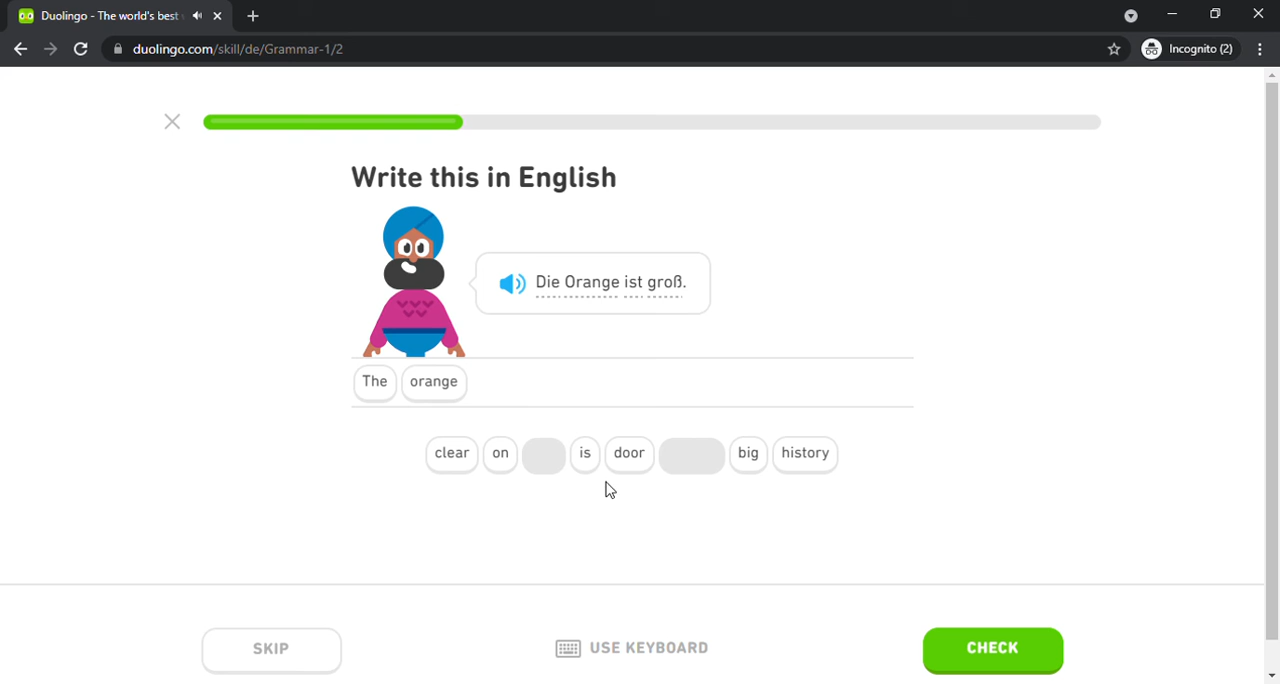 Duolingo - The world's best
duolingo.com/skill/de/Grammar-1/2
Incognito (2)
Write this in English
Die Orange ist groß.
The orange
clear on is door big history
SKIP
USE KEYBOARD
CHECK